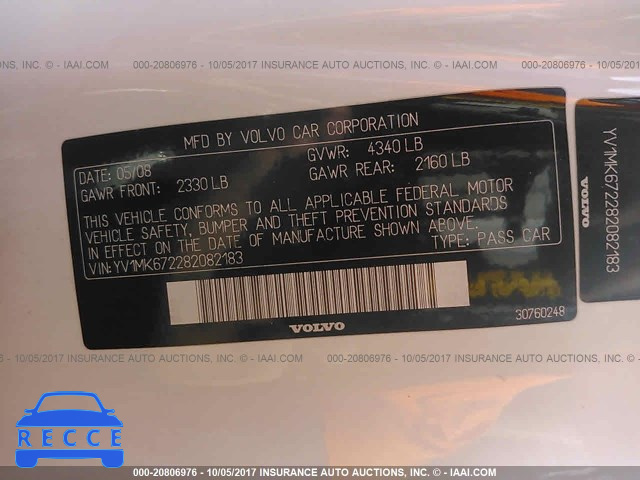 000-20806976 - 10/05/2017 INSURANCE AUTO AUCTIONS, INC. - © IAAI.COM
MFD BY VOLVO CAR CORPORATION
DATE: 05/08
GVWR: 4340 LB
GAWR FRONT: 2330 LB
GAWR REAR: 2160 LB
THIS VEHICLE CONFORMS TO ALL APPLICABLE FEDERAL MOTOR
VEHICLE SAFETY, BUMPER AND THEFT PREVENTION STANDARDS
IN EFFECT ON THE DATE OF MANUFACTURE SHOWN ABOVE.
VIN: YV1MK672282082183
TYPE: PASS CAR
VOLVO
30760248
YV1MK672282082183
VOLVO
000-20806976 - 10/05/2017 INSURANCE AUTO AUCTIONS, INC. - © IAAI.COM
RECCE
000-20806976 - 10/05/2017 INSURANCE AUTO AUCTIONS, INC. - © IAAI.COM